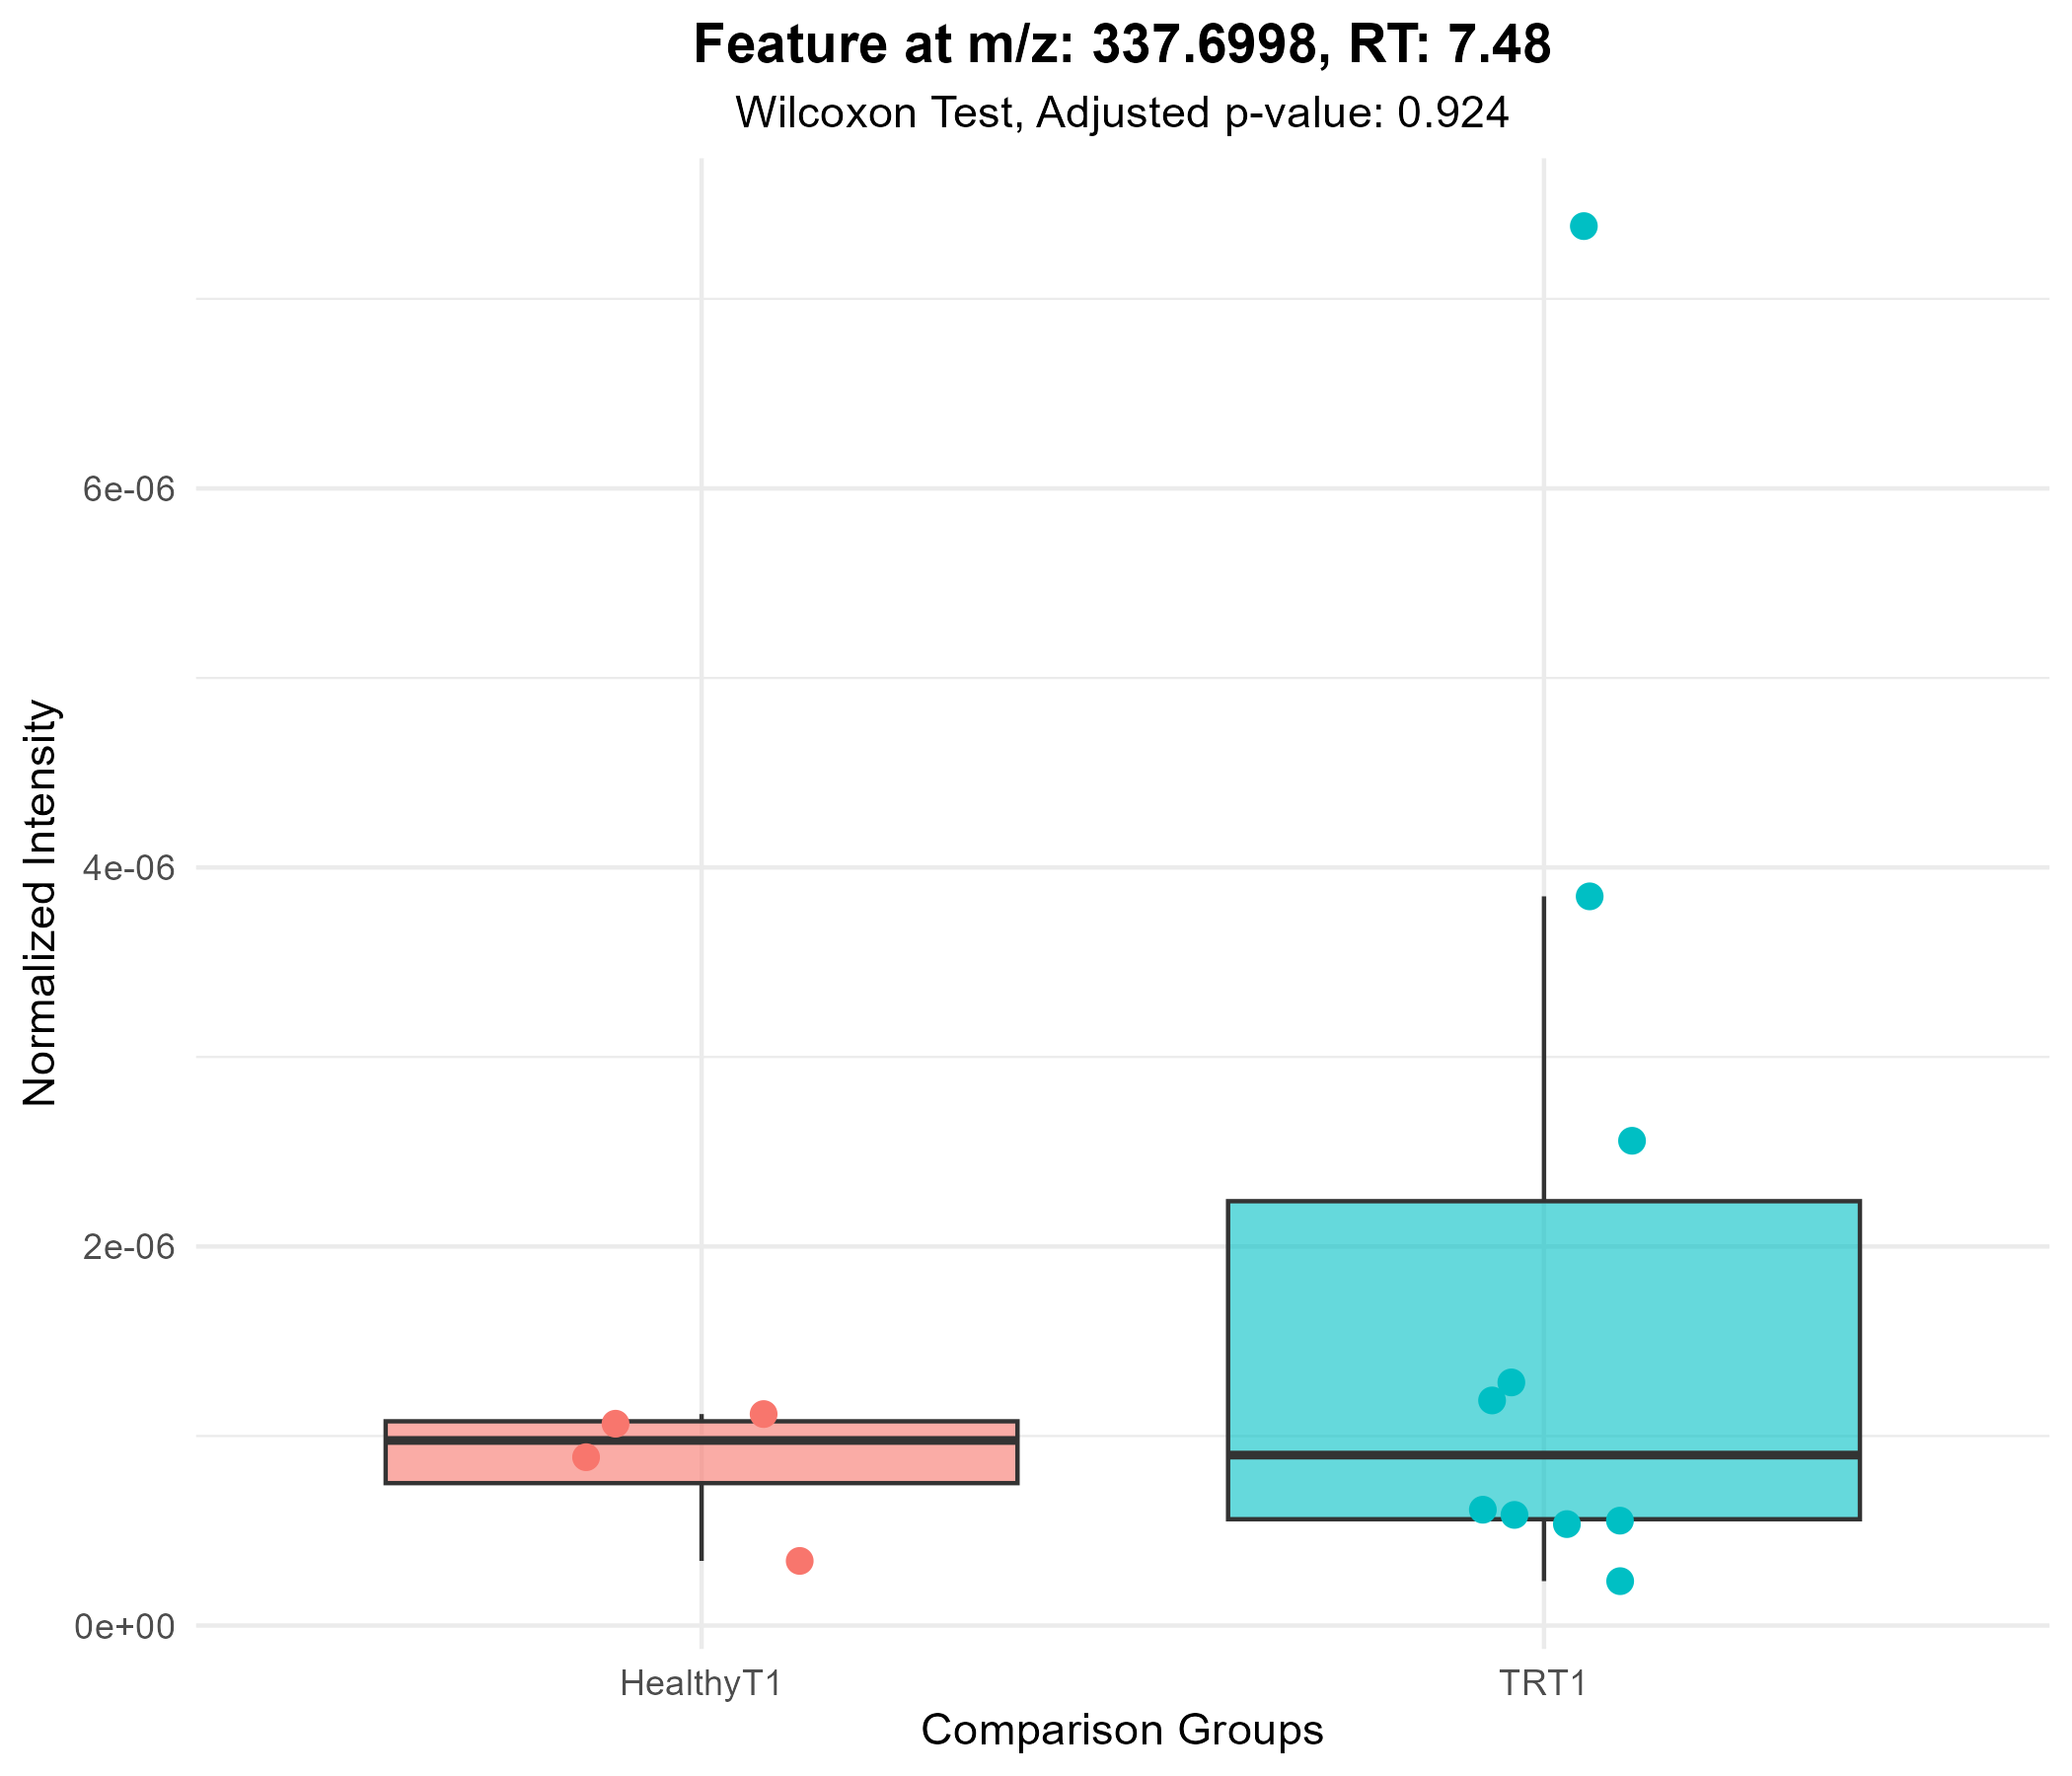 Feature at m/z: 337.6998, RT: 7.48
Wilcoxon Test, Adjusted p-value: 0.924
Normalized Intensity
6e-06
4e-06
2e-06
0e+00
HealthyT1
TRT1
Comparison Groups